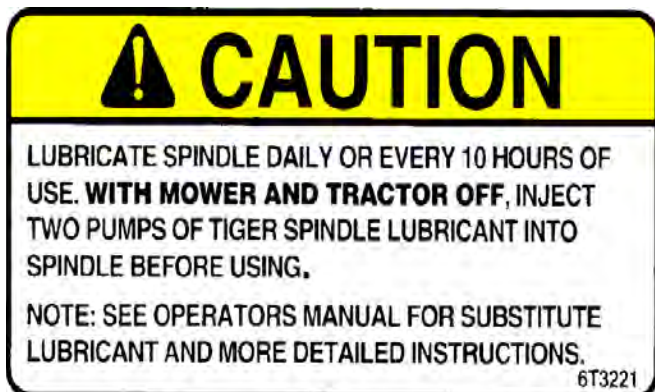 CAUTION
LUBRICATE SPINDLE DAILY OR EVERY 10 HOURS OF
USE. WITH MOWER AND TRACTOR OFF, INJECT
TWO PUMPS OF TIGER SPINDLE LUBRICANT INTO
SPINDLE BEFORE USING.
NOTE: SEE OPERATORS MANUAL FOR SUBSTITUTE
LUBRICANT AND MORE DETAILED INSTRUCTIONS.
6T3221